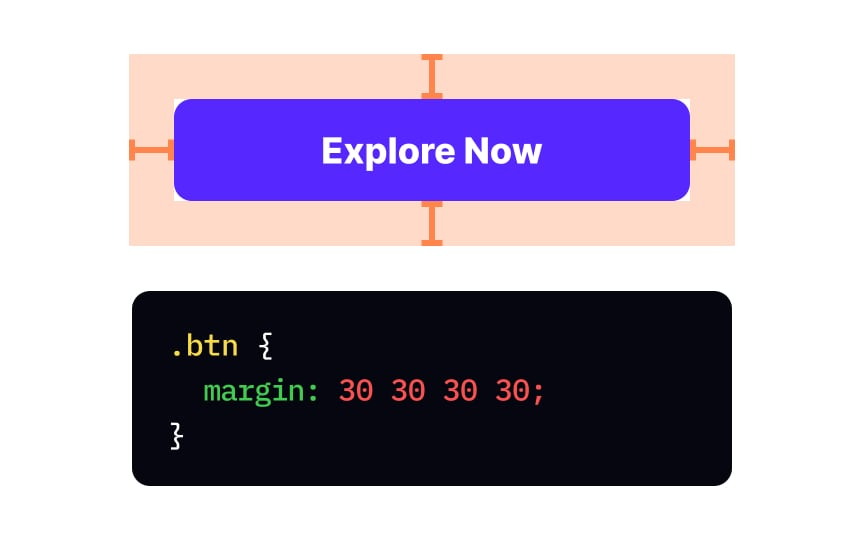 Explore Now
.btn {
  margin: 30 30 30 30;
}